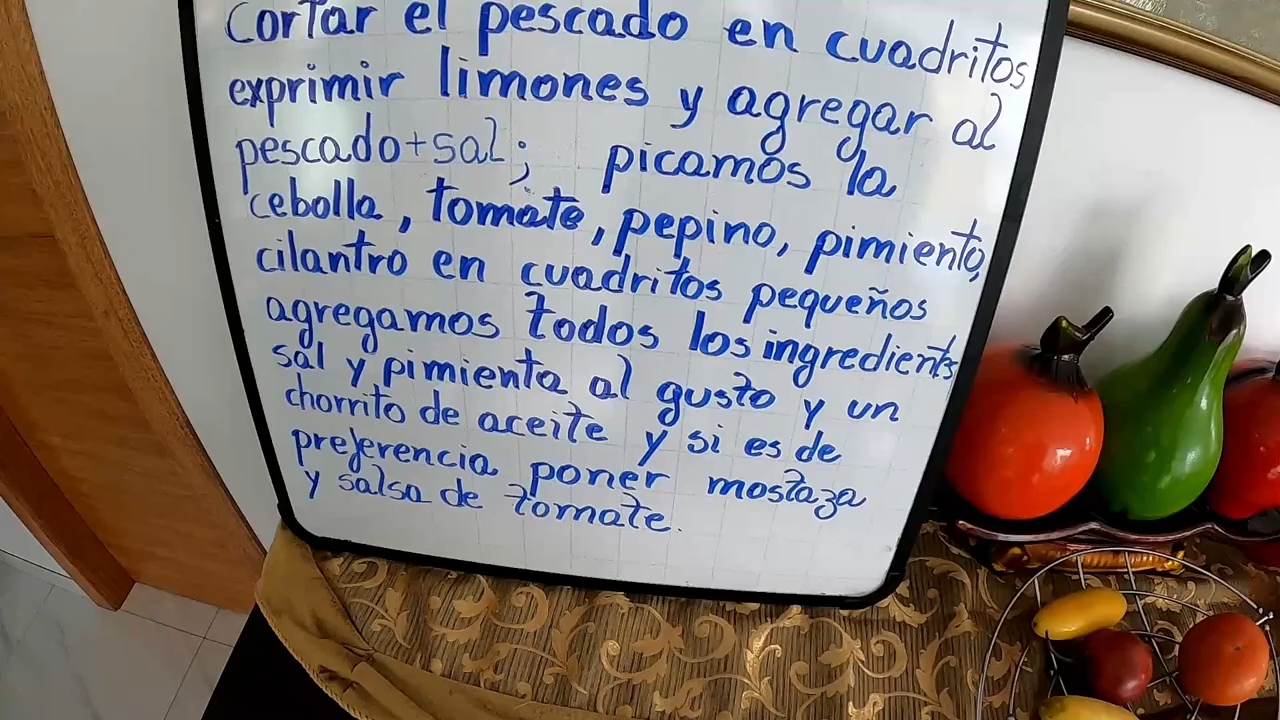 cortar el pescado en cuadritos
exprimir limones y agregar al
pescado+sal; picamos la
cebolla, tomate, pepino, pimiento,
cilantro en cuadritos pequeños
agregamos todos los ingredientes
sal y pimienta al gusto y un
chorrito de aceite y si es de
preferencia poner mostaza
y salsa de tomate.